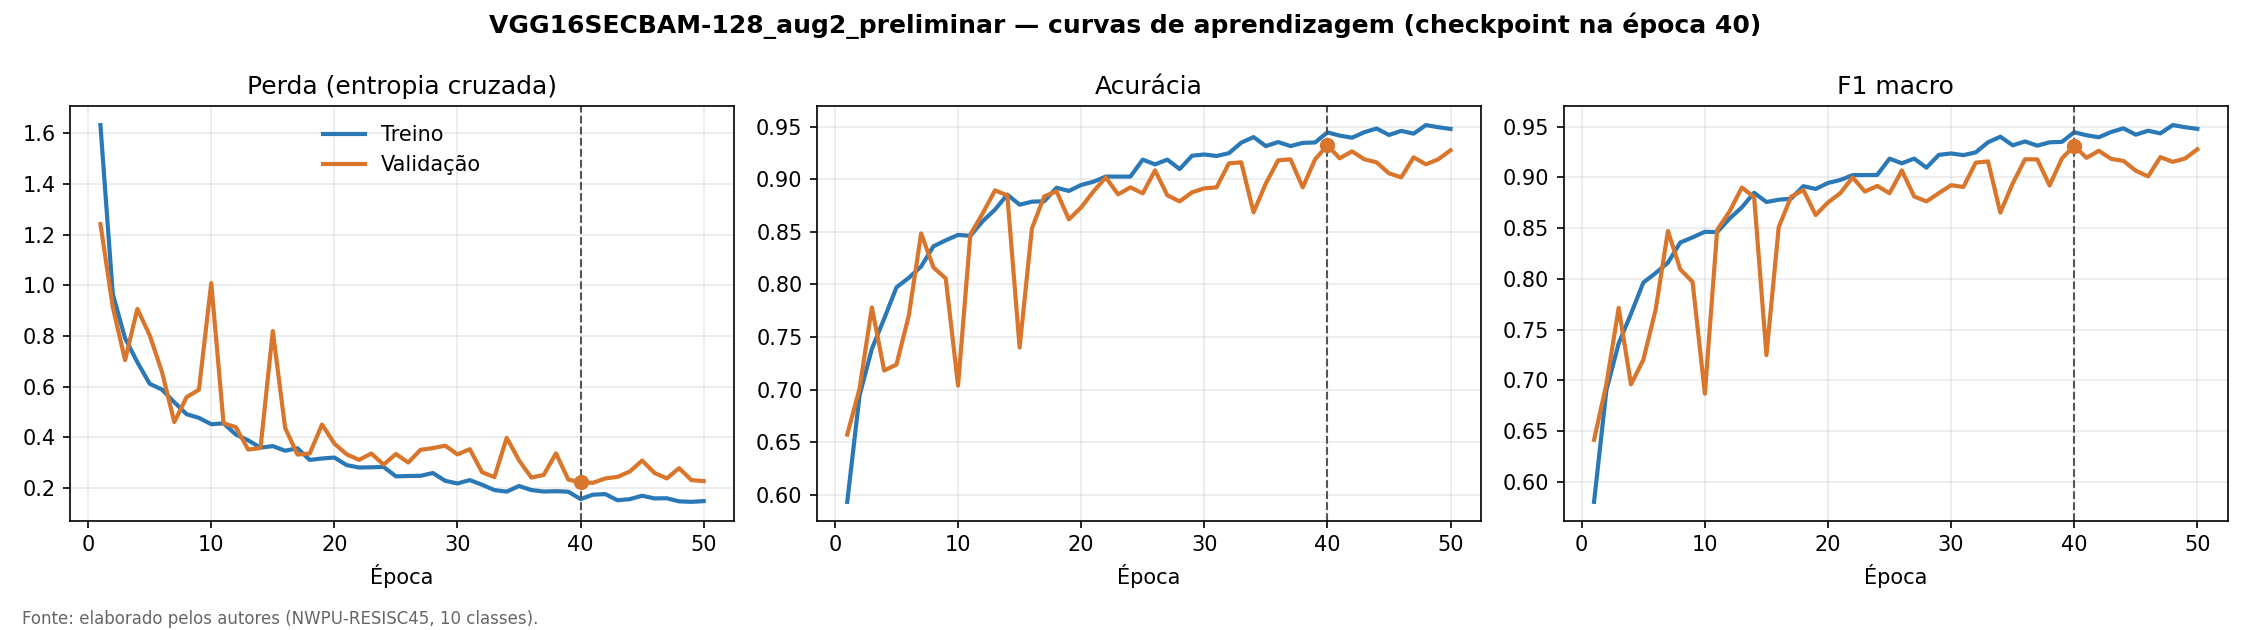 VGG16SECBAM-128_aug2_preliminar — curvas de aprendizagem (checkpoint na época 40)
Perda (entropia cruzada)
Treino
Validação
1.6
1.4
1.2
1.0
0.8
0.6
0.4
0.2
0 10 20 30 40 50
Época
Acurácia
0.95
0.90
0.85
0.80
0.75
0.70
0.65
0.60
0 10 20 30 40 50
Época
F1 macro
0.95
0.90
0.85
0.80
0.75
0.70
0.65
0.60
0 10 20 30 40 50
Época
Fonte: elaborado pelos autores (NWPU-RESISC45, 10 classes).